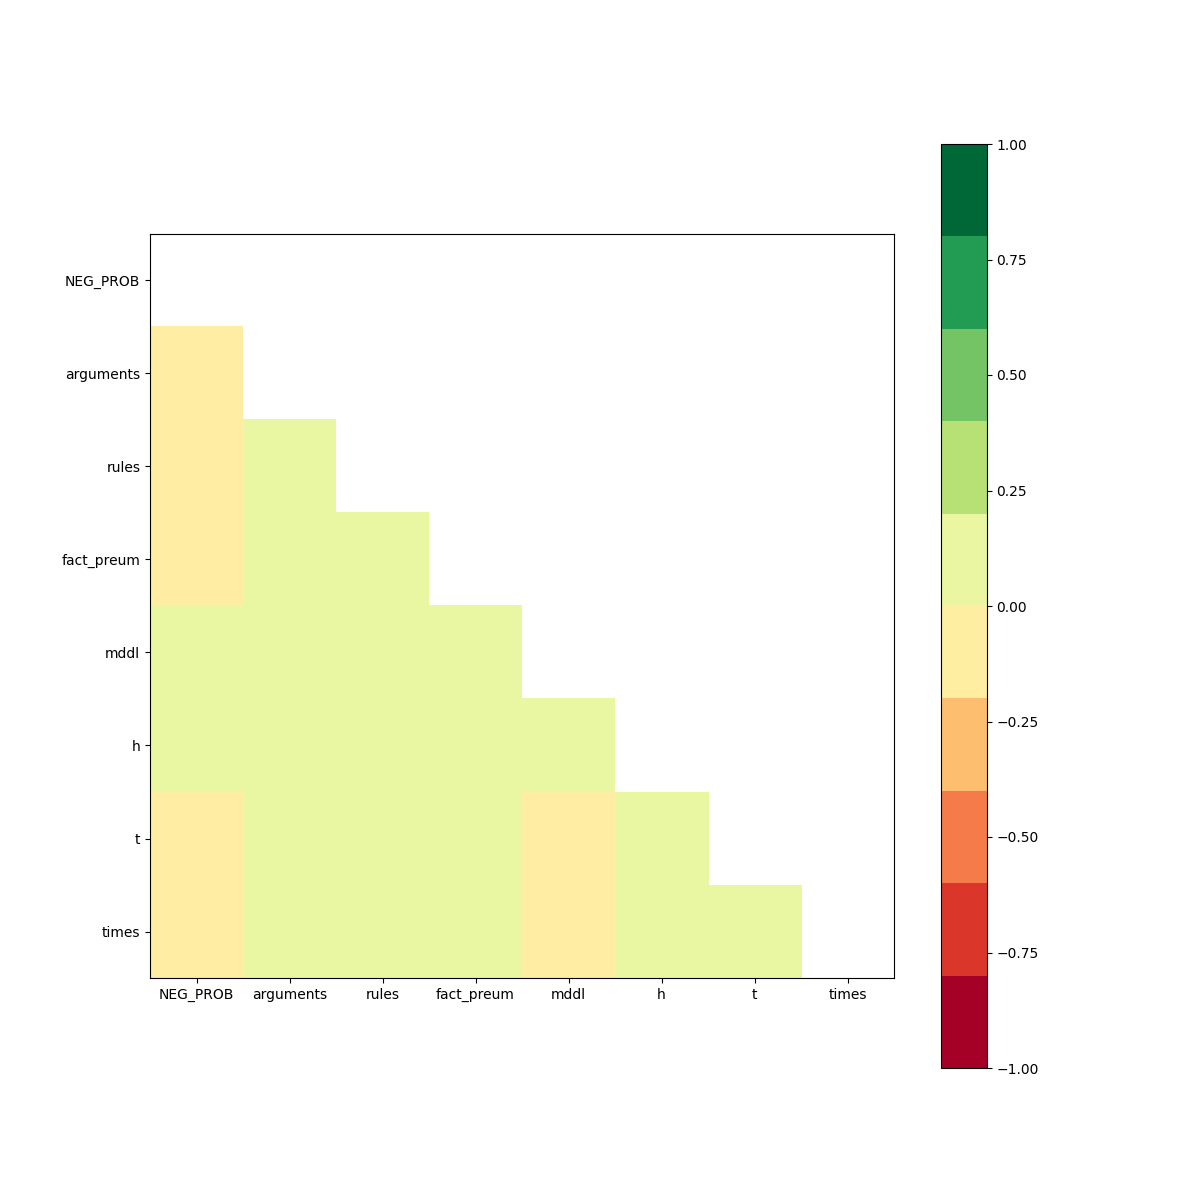 NEG_PROB
arguments
rules
fact_preum
mddl
h
t
times
NEG_PROB arguments rules fact_preum mddl h t times
1.00
0.75
0.50
0.25
0.00
−0.25
−0.50
−0.75
−1.00